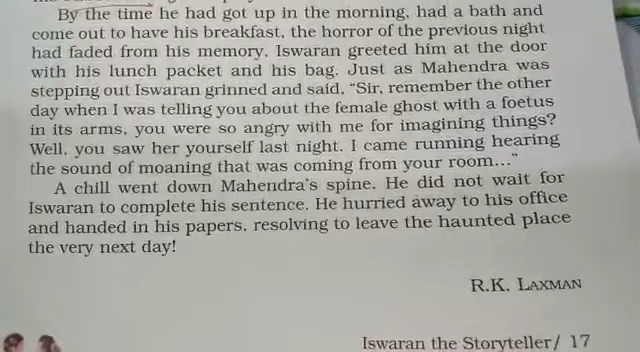 By the time he had got up in the morning, had a bath and
come out to have his breakfast, the horror of the previous night
had faded from his memory. Iswaran greeted him at the door
with his lunch packet and his bag. Just as Mahendra was
stepping out Iswaran grinned and said, “Sir, remember the other
day when I was telling you about the female ghost with a foetus
in its arms, you were so angry with me for imagining things?
Well, you saw her yourself last night. I came running hearing
the sound of moaning that was coming from your room...”
A chill went down Mahendra's spine. He did not wait for
Iswaran to complete his sentence. He hurried away to his office
and handed in his papers, resolving to leave the haunted place
the very next day!
R.K. LAXMAN
Iswaran the Storyteller/ 17